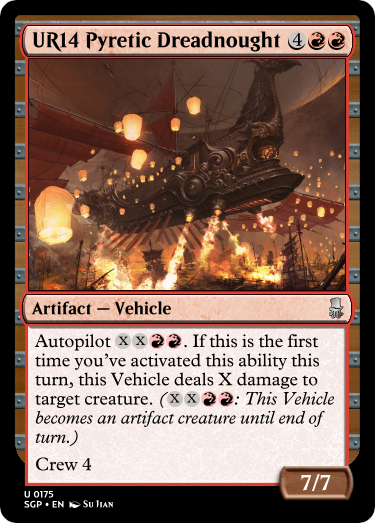 UR14 Pyretic Dreadnought 4
Artifact — Vehicle
Autopilot X X. If this is the first
time you've activated this ability this
turn, this Vehicle deals X damage to
target creature. (X X: This Vehicle
becomes an artifact creature until end of
turn.)
Crew 4
7/7
U 0175
SGP • EN Su Jian